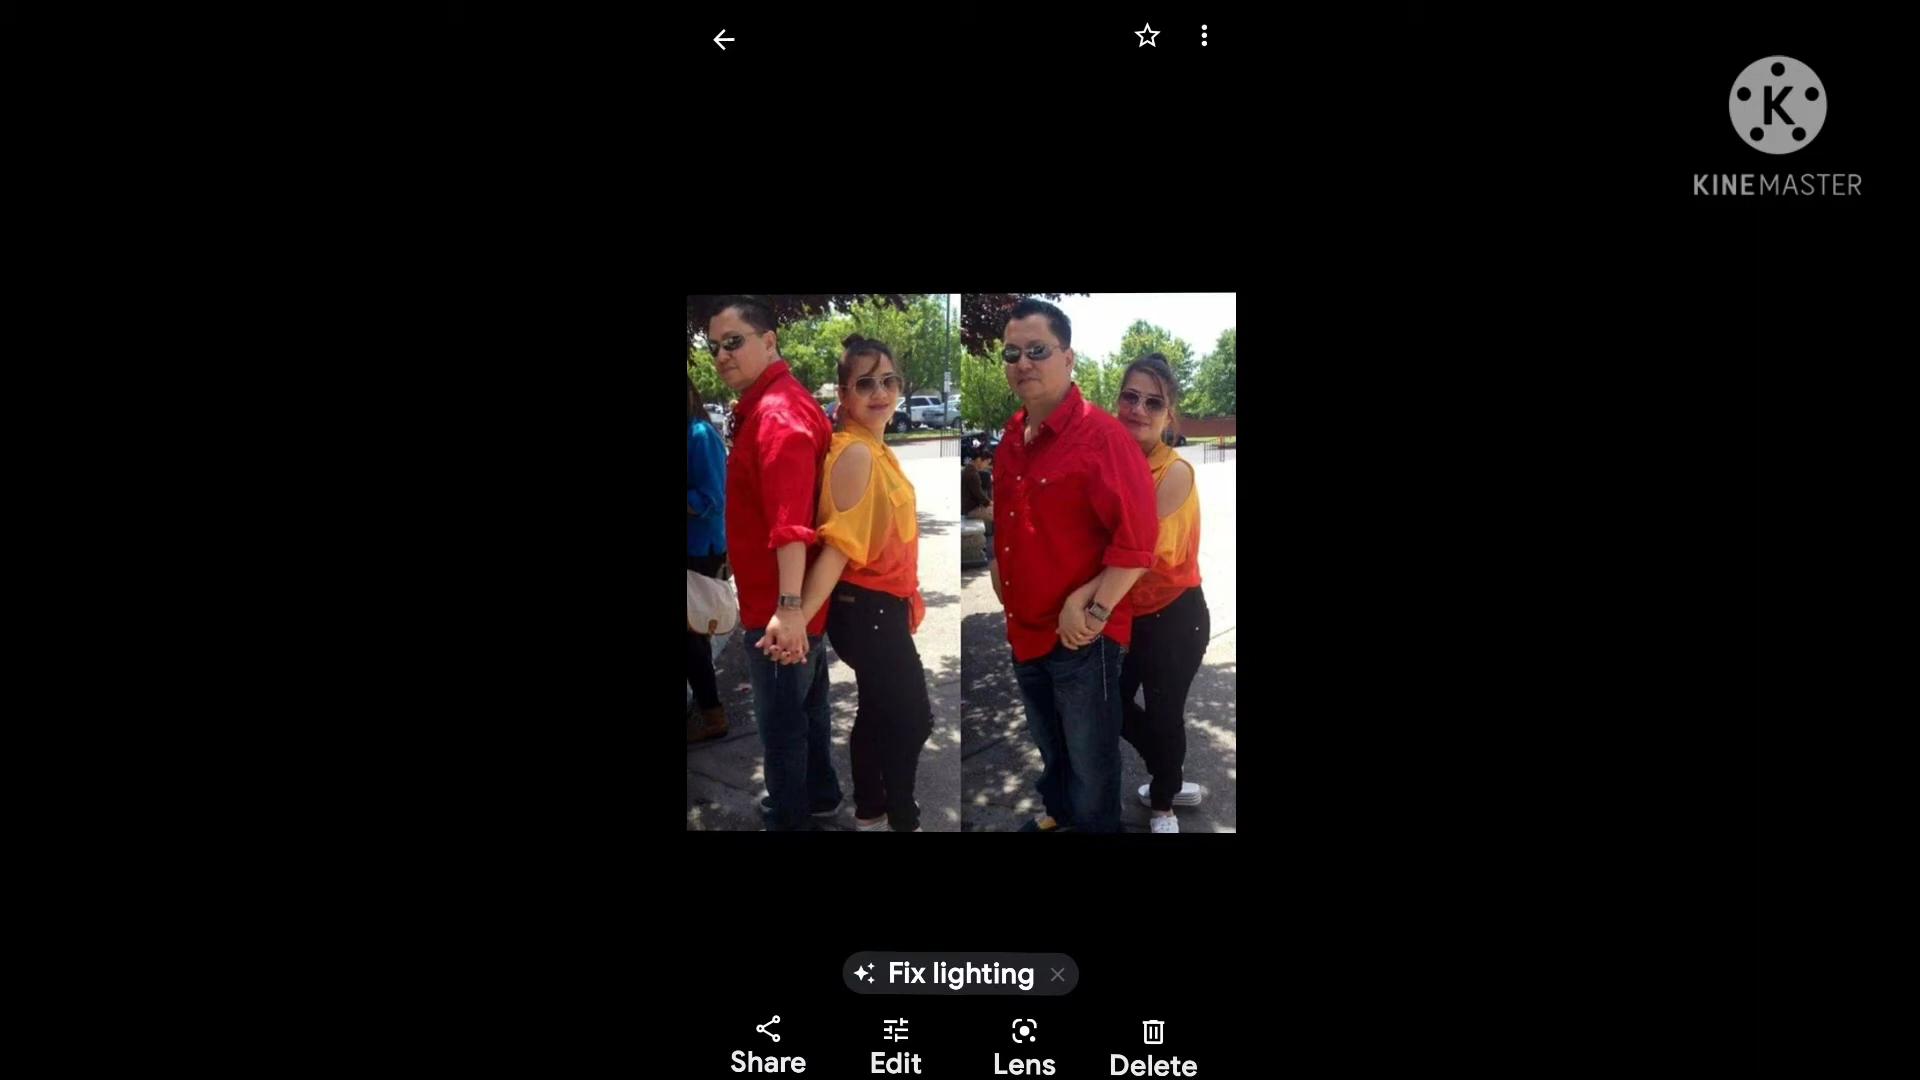 K
KINEMASTER
Fix lighting
Share
Edit
Lens
Delete